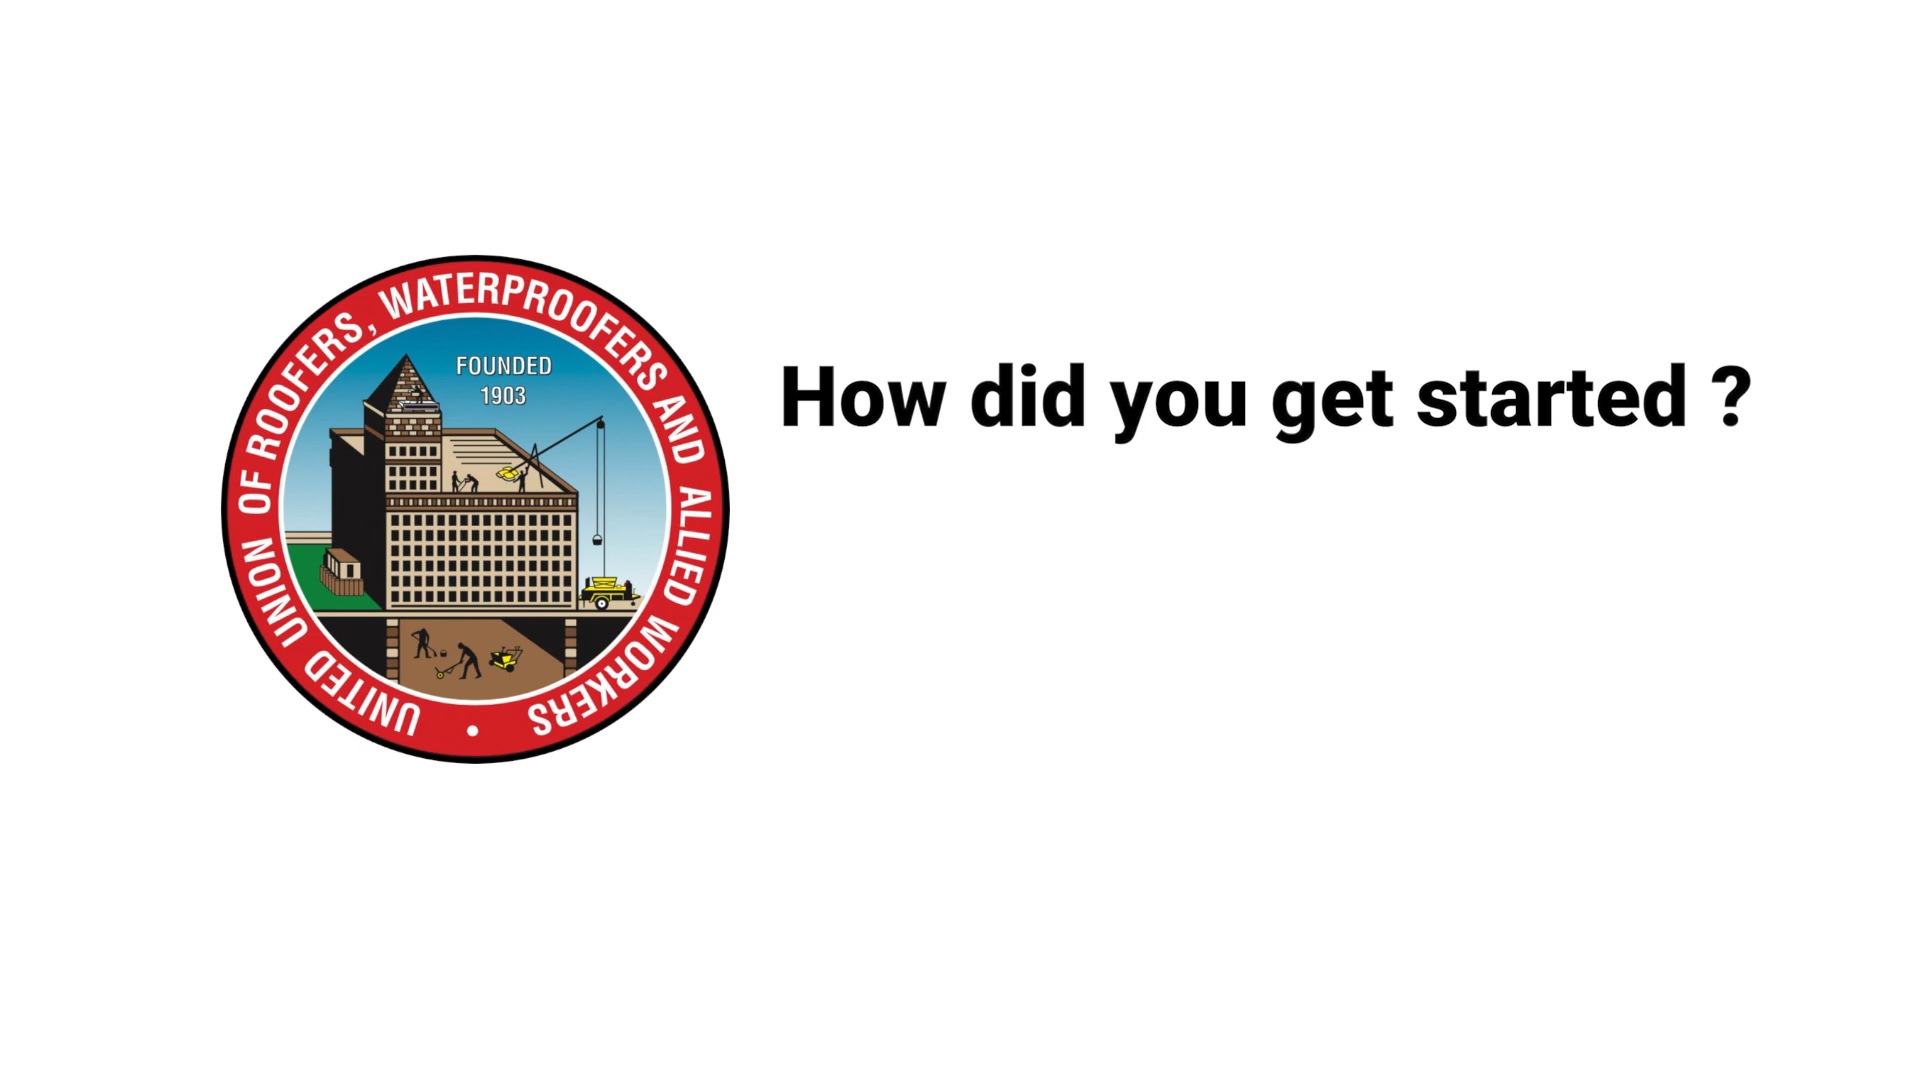 UNITED UNION OF ROOFERS, WATERPROOFERS AND ALLIED WORKERS
FOUNDED
1903
How did you get started ?